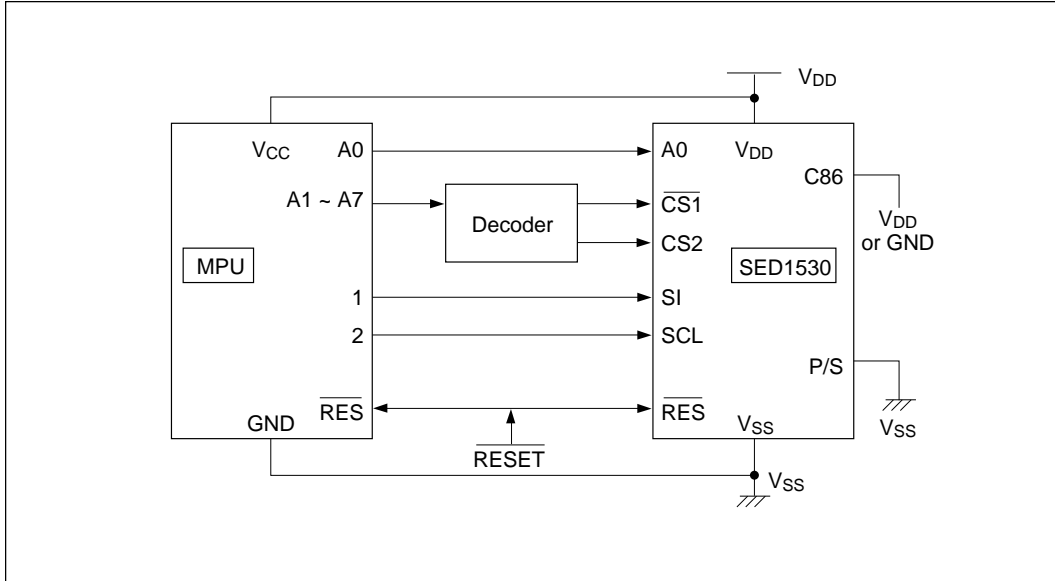 VDD
VCC
A0
A1 ~ A7
MPU
1
2
RES
GND
Decoder
RESET
A0
VDD
C86
CS1
CS2
VDD
or GND
SED1530
SI
SCL
P/S
RES
VSS
VSS
VSS